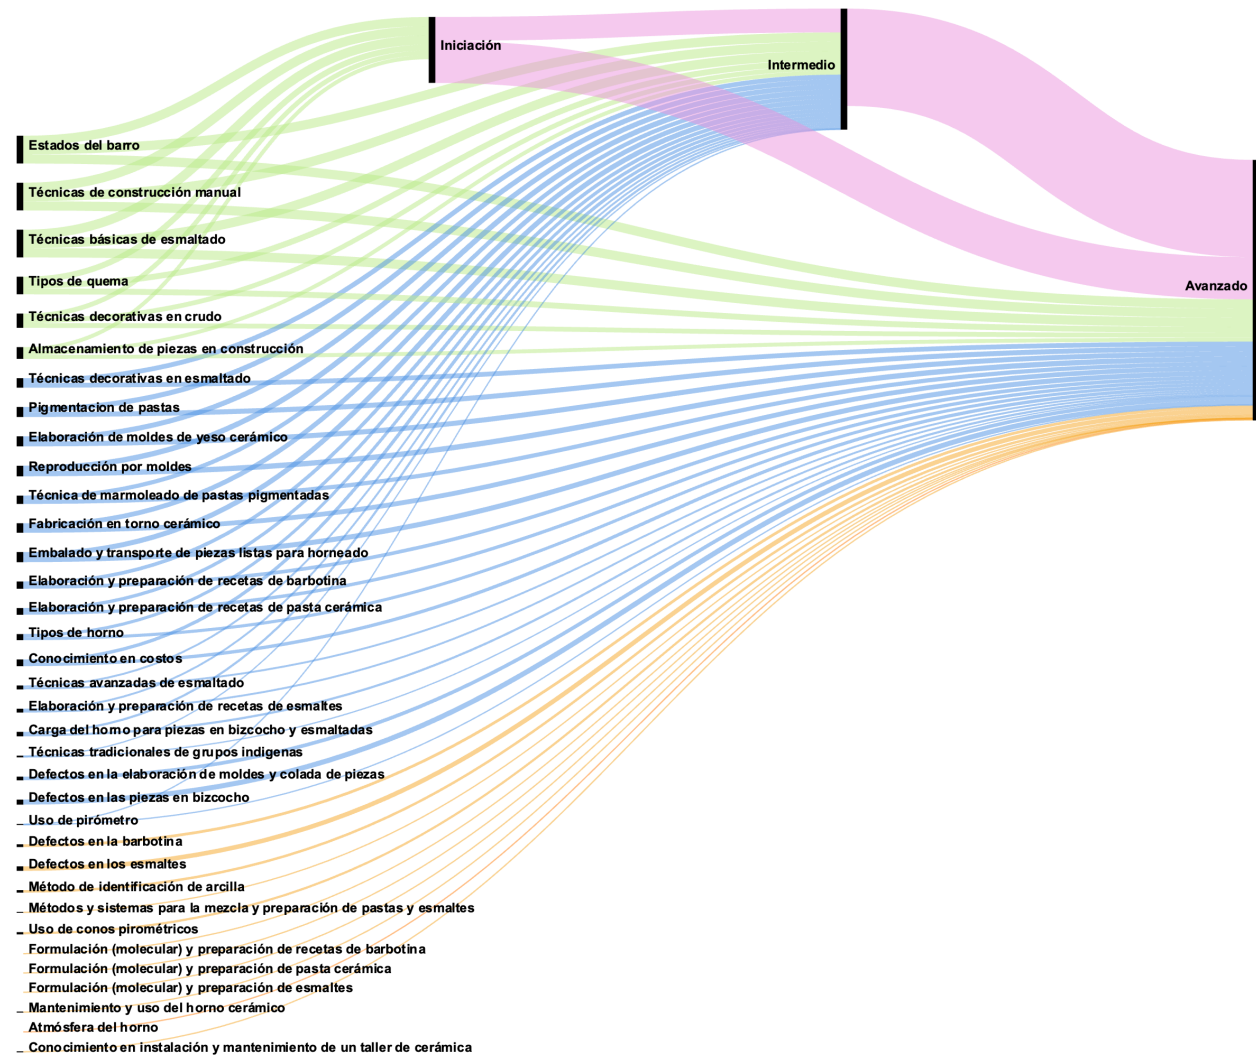 Iniciación
Intermedio
Estados del barro
Técnicas de construcción manual
Técnicas básicas de esmaltado
Tipos de quema
Avanzado
Técnicas decorativas en crudo
Almacenamiento de piezas en construcción
Técnicas decorativas en esmaltado
Pigmentacion de pastas
Elaboración de moldes de yeso cerámico
Reproducción por moldes
Técnica de marmoleado de pastas pigmentadas
Fabricación en torno cerámico
Embalado y transporte de piezas listas para horneado
Elaboración y preparación de recetas de barbotina
Elaboración y preparación de recetas de pasta cerámica
Tipos de horno
Conocimiento en costos
Técnicas avanzadas de esmaltado
Elaboración y preparación de recetas de esmaltes
Carga del horno para piezas en bizcocho y esmaltadas
Técnicas tradicionales de grupos indigenas
Defectos en la elaboración de moldes y colada de piezas
Defectos en las piezas en bizcocho
Uso de pirómetro
Defectos en la barbotina
Defectos en los esmaltes
Método de identificación de arcilla
Métodos y sistemas para la mezcla y preparación de pastas y esmaltes
Uso de conos pirométricos
Formulación (molecular) y preparación de recetas de barbotina
Formulación (molecular) y preparación de pasta cerámica
Formulación (molecular) y preparación de esmaltes
Mantenimiento y uso del horno cerámico
Atmósfera del horno
Conocimiento en instalación y mantenimiento de un taller de cerámica